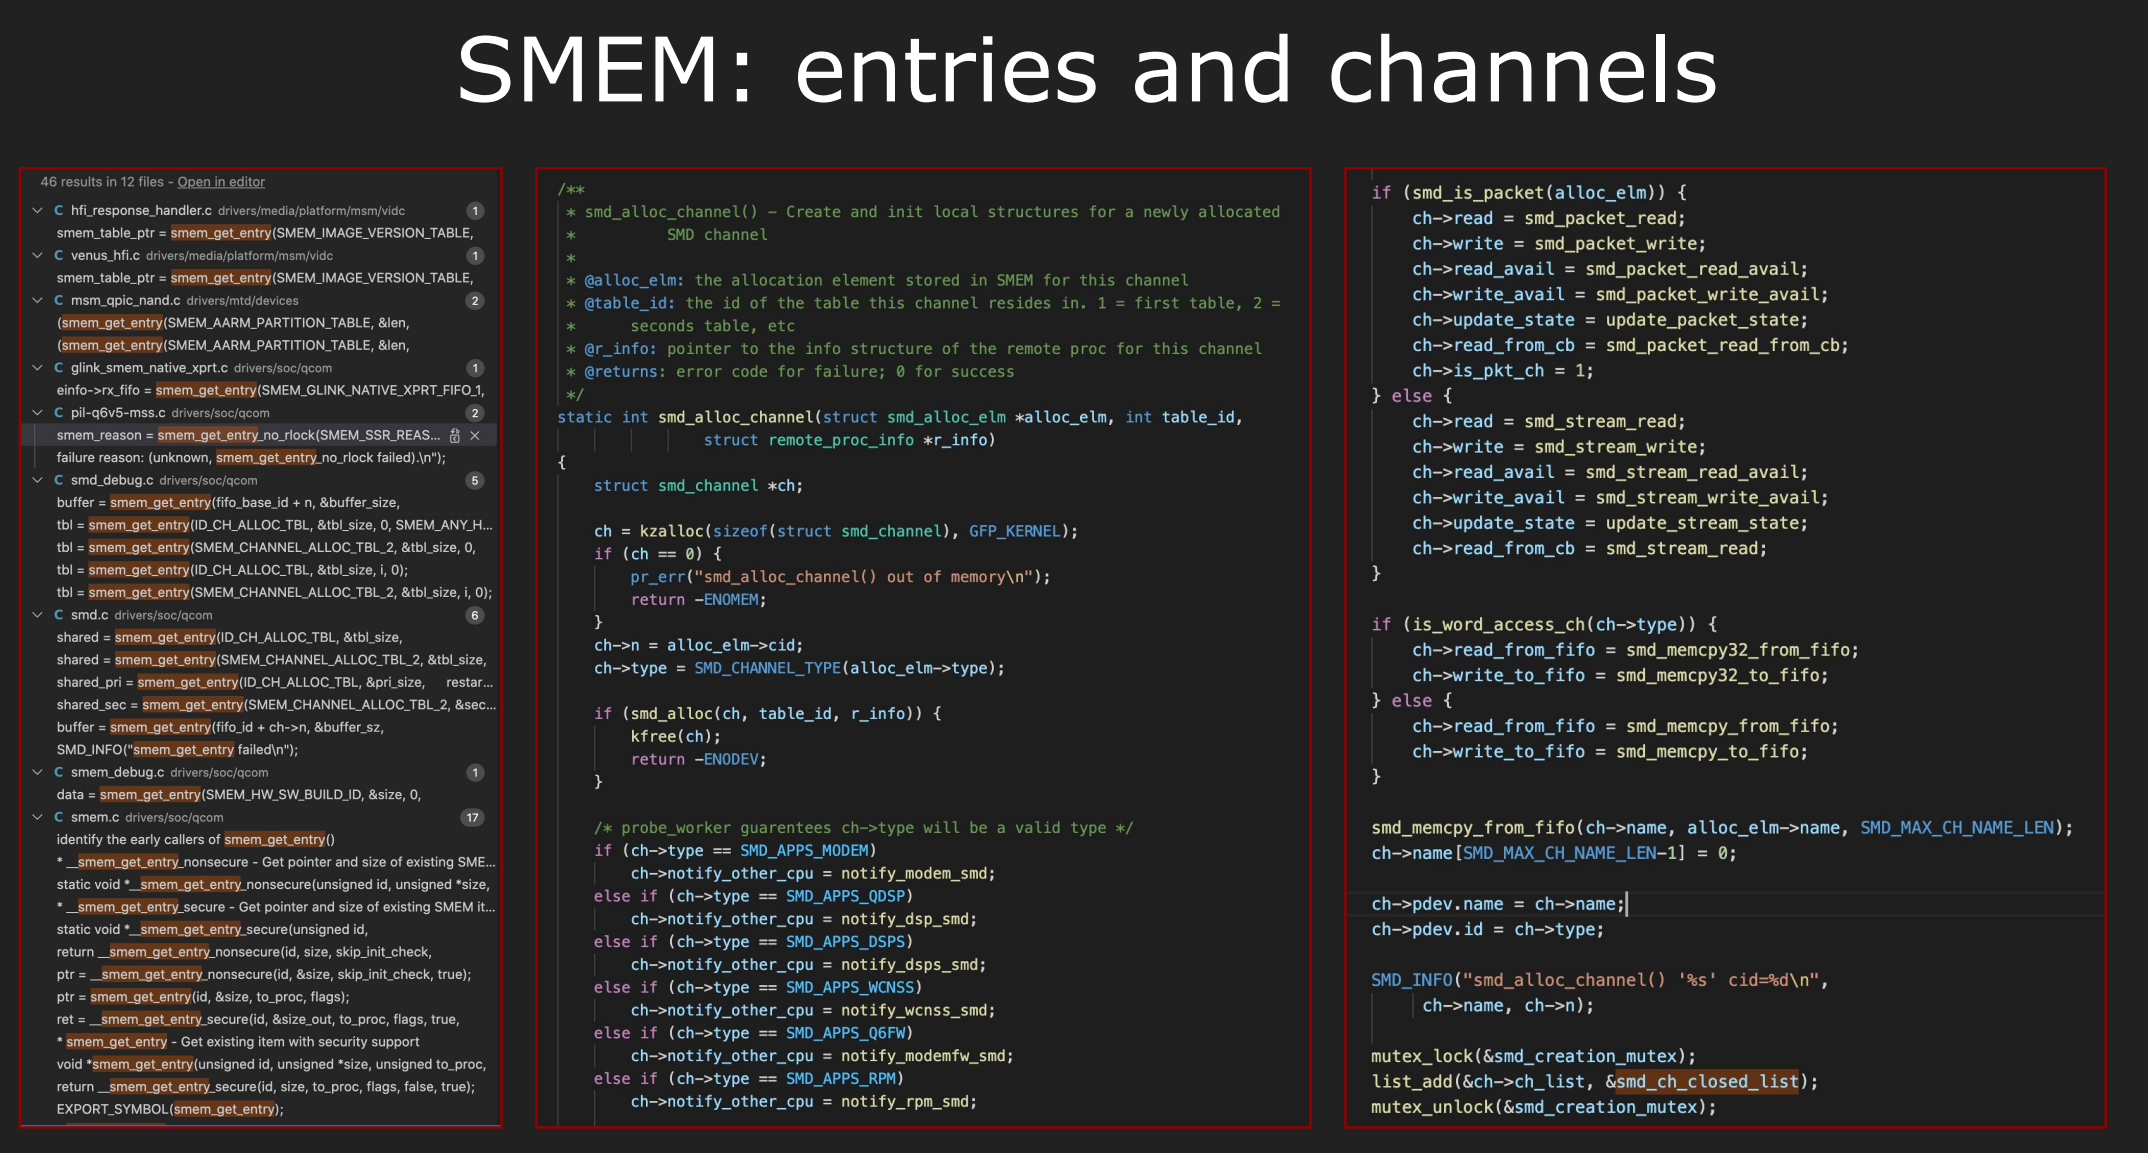 SMEM: entries and channels
46 results in 12 files - Open in editor
C hfi_response_handler.c drivers/media/platform/msm/vidc 1
smem_table_ptr = smem_get_entry(SMEM_IMAGE_VERSION_TABLE,
C venus_hfi.c drivers/media/platform/msm/vidc 1
smem_table_ptr = smem_get_entry(SMEM_IMAGE_VERSION_TABLE,
C msm_qpic_nand.c drivers/mtd/devices 2
(smem_get_entry(SMEM_AARM_PARTITION_TABLE, &len,
(smem_get_entry(SMEM_AARM_PARTITION_TABLE, &len,
C glink_smem_native_xprt.c drivers/soc/qcom 1
einfo->rx_fifo = smem_get_entry(SMEM_GLINK_NATIVE_XPRT_FIFO_1,
C pil-q6v5-mss.c drivers/soc/qcom 2
smem_reason = smem_get_entry_no_rlock(SMEM_SSR_REAS...
failure reason: (unknown, smem_get_entry_no_rlock failed).\n");
C smd_debug.c drivers/soc/qcom 5
buffer = smem_get_entry(fifo_base_id + n, &buffer_size,
tbl = smem_get_entry(ID_CH_ALLOC_TBL, &tbl_size, 0, SMEM_ANY_H...
tbl = smem_get_entry(SMEM_CHANNEL_ALLOC_TBL_2, &tbl_size, 0,
tbl = smem_get_entry(ID_CH_ALLOC_TBL, &tbl_size, i, 0);
tbl = smem_get_entry(SMEM_CHANNEL_ALLOC_TBL_2, &tbl_size, i, 0);
C smd.c drivers/soc/qcom 6
shared = smem_get_entry(ID_CH_ALLOC_TBL, &tbl_size,
shared = smem_get_entry(SMEM_CHANNEL_ALLOC_TBL_2, &tbl_size,
shared_pri = smem_get_entry(ID_CH_ALLOC_TBL, &pri_size, restar...
shared_sec = smem_get_entry(SMEM_CHANNEL_ALLOC_TBL_2, &sec...
buffer = smem_get_entry(fifo_id + ch->n, &buffer_sz,
SMD_INFO("smem_get_entry failed\n");
C smem_debug.c drivers/soc/qcom 1
data = smem_get_entry(SMEM_HW_SW_BUILD_ID, &size, 0,
C smem.c drivers/soc/qcom 17
identify the early callers of smem_get_entry()
* __smem_get_entry_nonsecure - Get pointer and size of existing SME...
static void *__smem_get_entry_nonsecure(unsigned id, unsigned *size,
* __smem_get_entry_secure - Get pointer and size of existing SMEM it...
static void *__smem_get_entry_secure(unsigned id,
return __smem_get_entry_nonsecure(id, size, skip_init_check,
ptr = __smem_get_entry_nonsecure(id, &size, skip_init_check, true);
ptr = smem_get_entry(id, &size, to_proc, flags);
ret = __smem_get_entry_secure(id, &size_out, to_proc, flags, true,
* smem_get_entry - Get existing item with security support
void *smem_get_entry(unsigned id, unsigned *size, unsigned to_proc,
return __smem_get_entry_secure(id, size, to_proc, flags, false, true);
EXPORT_SYMBOL(smem_get_entry);
/**
* smd_alloc_channel() - Create and init local structures for a newly allocated
* SMD channel
*
* @alloc_elm: the allocation element stored in SMEM for this channel
* @table_id: the id of the table this channel resides in. 1 = first table, 2 =
* seconds table, etc
* @r_info: pointer to the info structure of the remote proc for this channel
* @returns: error code for failure; 0 for success
*/
static int smd_alloc_channel(struct smd_alloc_elm *alloc_elm, int table_id,
struct remote_proc_info *r_info)
{
struct smd_channel *ch;
ch = kzalloc(sizeof(struct smd_channel), GFP_KERNEL);
if (ch == 0) {
pr_err("smd_alloc_channel() out of memory\n");
return -ENOMEM;
}
ch->n = alloc_elm->cid;
ch->type = SMD_CHANNEL_TYPE(alloc_elm->type);
if (smd_alloc(ch, table_id, r_info)) {
kfree(ch);
return -ENODEV;
}
/* probe_worker guarentees ch->type will be a valid type */
if (ch->type == SMD_APPS_MODEM)
ch->notify_other_cpu = notify_modem_smd;
else if (ch->type == SMD_APPS_QDSP)
ch->notify_other_cpu = notify_dsp_smd;
else if (ch->type == SMD_APPS_DSPS)
ch->notify_other_cpu = notify_dsps_smd;
else if (ch->type == SMD_APPS_WCNSS)
ch->notify_other_cpu = notify_wcnss_smd;
else if (ch->type == SMD_APPS_Q6FW)
ch->notify_other_cpu = notify_modemfw_smd;
else if (ch->type == SMD_APPS_RPM)
ch->notify_other_cpu = notify_rpm_smd;
if (smd_is_packet(alloc_elm)) {
ch->read = smd_packet_read;
ch->write = smd_packet_write;
ch->read_avail = smd_packet_read_avail;
ch->write_avail = smd_packet_write_avail;
ch->update_state = update_packet_state;
ch->read_from_cb = smd_packet_read_from_cb;
ch->is_pkt_ch = 1;
} else {
ch->read = smd_stream_read;
ch->write = smd_stream_write;
ch->read_avail = smd_stream_read_avail;
ch->write_avail = smd_stream_write_avail;
ch->update_state = update_stream_state;
ch->read_from_cb = smd_stream_read;
}
if (is_word_access_ch(ch->type)) {
ch->read_from_fifo = smd_memcpy32_from_fifo;
ch->write_to_fifo = smd_memcpy32_to_fifo;
} else {
ch->read_from_fifo = smd_memcpy_from_fifo;
ch->write_to_fifo = smd_memcpy_to_fifo;
}
smd_memcpy_from_fifo(ch->name, alloc_elm->name, SMD_MAX_CH_NAME_LEN);
ch->name[SMD_MAX_CH_NAME_LEN-1] = 0;
ch->pdev.name = ch->name;
ch->pdev.id = ch->type;
SMD_INFO("smd_alloc_channel() '%s' cid=%d\n",
ch->name, ch->n);
mutex_lock(&smd_creation_mutex);
list_add(&ch->ch_list, &smd_ch_closed_list);
mutex_unlock(&smd_creation_mutex);